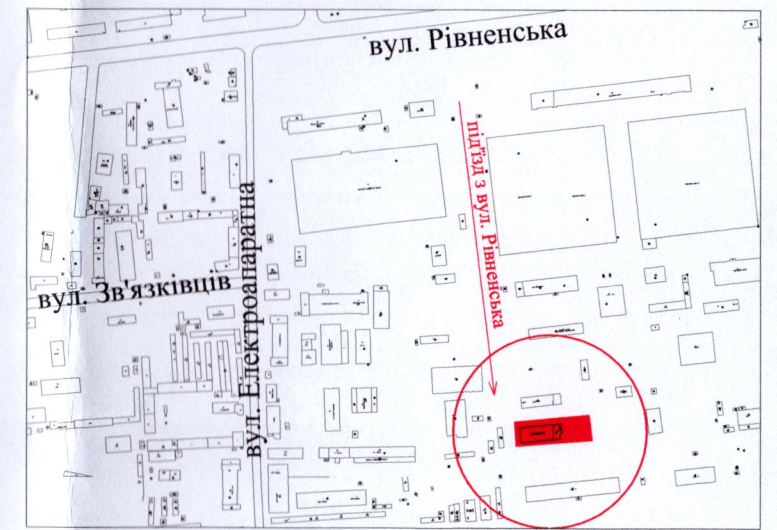 вул. Рівненська
під'їзд з вул. Рівненська
вул. Зв'язківців
вул. Електроапаратна